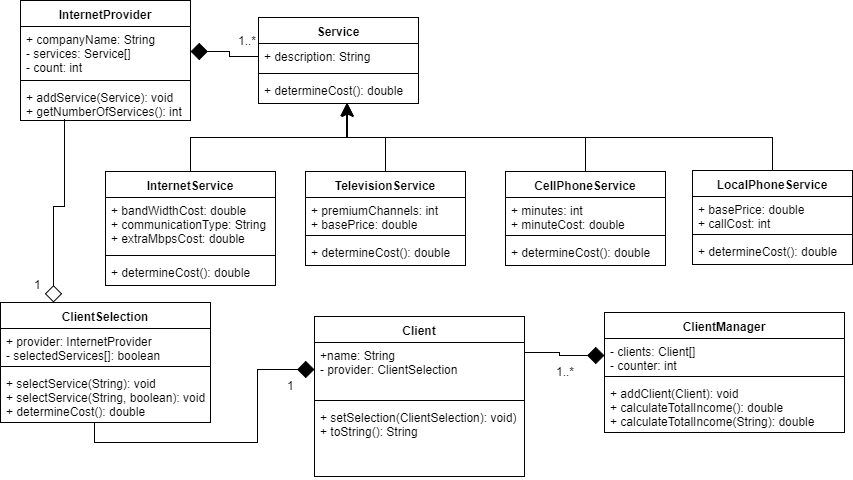 InternetProvider
+ companyName: String
- services: Service[]
- count: int
+ addService(Service): void
+ getNumberOfServices(): int
1..*
Service
+ description: String
+ determineCost(): double
InternetService
+ bandWidthCost: double
+ communicationType: String
+ extraMbpsCost: double
+ determineCost(): double
TelevisionService
+ premiumChannels: int
+ basePrice: double
+ determineCost(): double
CellPhoneService
+ minutes: int
+ minuteCost: double
+ determineCost(): double
LocalPhoneService
+ basePrice: double
+ callCost: int
+ determineCost(): double
1
ClientSelection
+ provider: InternetProvider
- selectedServices[]: boolean
+ selectService(String): void
+ selectService(String, boolean): void
+ determineCost(): double
1
Client
+name: String
- provider: ClientSelection
+ setSelection(ClientSelection): void)
+ toString(): String
1..*
ClientManager
- clients: Client[]
- counter: int
+ addClient(Client): void
+ calculateTotalIncome(): double
+ calculateTotalIncome(String): double